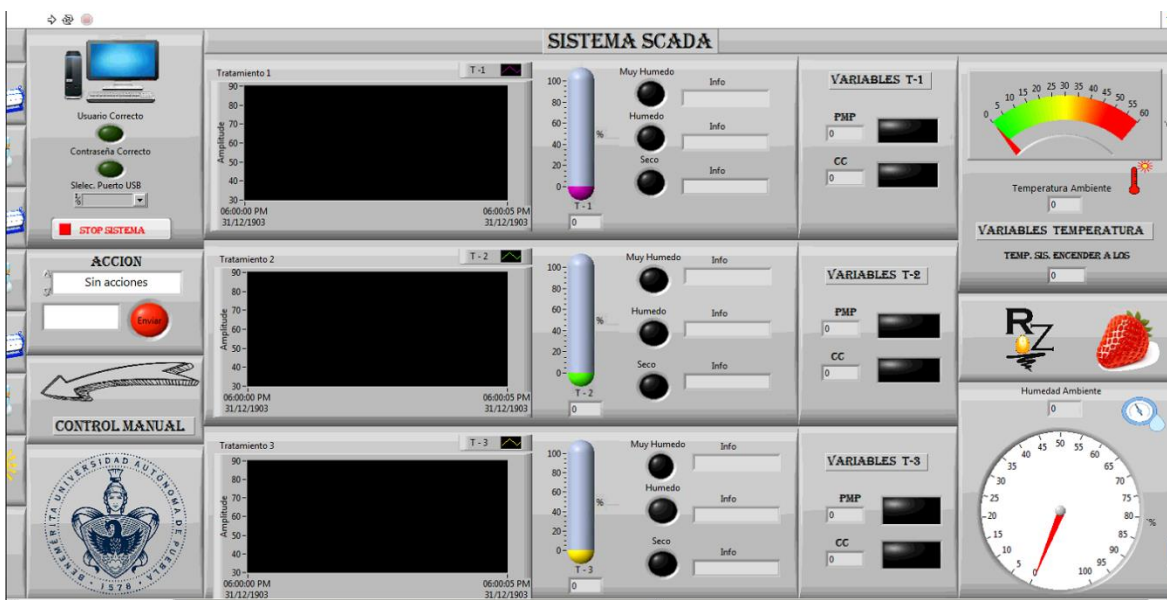 SISTEMA SCADA
Usuario Correcto
Contraseña Correcto
Slelec. Puerto USB
STOP SISTEMA
ACCION
Sin acciones
Enviar
CONTROL MANUAL
BENEMÉRITA UNIVERSIDAD AUTÓNOMA DE PUEBLA
· 1578 ·
Tratamiento 1
T -1
Amplitude
90
80
70
60
50
40
30
06:00:00 PM
31/12/1903
06:00:05 PM
31/12/1903
100
80
60
40
20
0
%
T - 1
0
Muy Humedo
Info
Humedo
Info
Seco
Info
VARIABLES T-1
PMP
0
CC
0
Tratamiento 2
T - 2
Amplitude
90
80
70
60
50
40
30
06:00:00 PM
31/12/1903
06:00:05 PM
31/12/1903
100
80
60
40
20
0
%
T - 2
0
Muy Humedo
Info
Humedo
Info
Seco
Info
VARIABLES T-2
PMP
0
CC
0
Tratamiento 3
T - 3
Amplitude
90
80
70
60
50
40
30
06:00:00 PM
31/12/1903
06:00:05 PM
31/12/1903
100
80
60
40
20
0
%
T - 3
0
Muy Humedo
Info
Humedo
Info
Seco
Info
VARIABLES T-3
PMP
0
CC
0
0 5 10 15 20 25 30 35 40 45 50 55 60
Temperatura Ambiente
0
VARIABLES TEMPERATURA
TEMP. SIS. ENCENDER A LOS
0
RZ
Humedad Ambiente
0
0 5 10 15 20 25 30 35 40 45 50 55 60 65 70 75 80 85 90 95 100
%